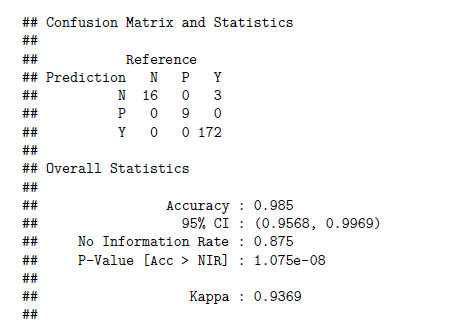 ## Confusion Matrix and Statistics
##
##           Reference
## Prediction   N   P   Y
##          N  16   0   3
##          P   0   9   0
##          Y   0   0 172
##
## Overall Statistics
##
##                Accuracy : 0.985
##                  95% CI : (0.9568, 0.9969)
##     No Information Rate : 0.875
##     P-Value [Acc > NIR] : 1.075e-08
##
##                   Kappa : 0.9369
##